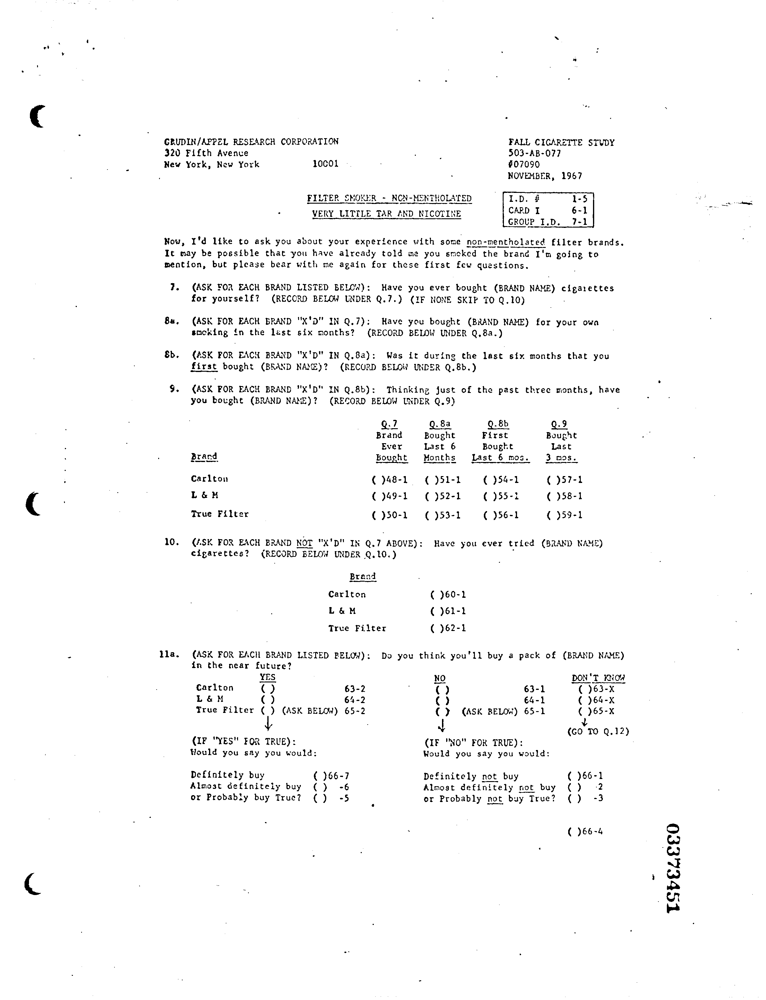 CRUDIN/APPEL RESEARCH CORPORATION
320 Fifth Avenue
New York, New York 10001
FALL CIGARETTE STUDY
503-AB-077
#07090
NOVEMBER, 1967
FILTER SMOKER - NON-MENTHOLATED
VERY LITTLE TAR AND NICOTINE
I.D. # 1-5
CARD I 6-1
GROUP I.D. 7-1
Now, I'd like to ask you about your experience with some non-mentholated filter brands.
It may be possible that you have already told me you smoked the brand I'm going to
mention, but please bear with me again for these first few questions.
7. (ASK FOR EACH BRAND LISTED BELOW): Have you ever bought (BRAND NAME) cigarettes
for yourself? (RECORD BELOW UNDER Q.7.) (IF NONE SKIP TO Q.10)
8a. (ASK FOR EACH BRAND "X'D" IN Q.7): Have you bought (BRAND NAME) for your own
smoking in the last six months? (RECORD BELOW UNDER Q.8a.)
8b. (ASK FOR EACH BRAND "X'D" IN Q.8a): Was it during the last six months that you
first bought (BRAND NAME)? (RECORD BELOW UNDER Q.8b.)
9. (ASK FOR EACH BRAND "X'D" IN Q.8b): Thinking just of the past three months, have
you bought (BRAND NAME)? (RECORD BELOW UNDER Q.9)
Q.7 Q.8a Q.8b Q.9
Brand Bought First Bought
Ever Last 6 Bought Last
Brand Bought Months Last 6 mos. 3 mos.
Carlton ( )48-1 ( )51-1 ( )54-1 ( )57-1
L & M ( )49-1 ( )52-1 ( )55-1 ( )58-1
True Filter ( )50-1 ( )53-1 ( )56-1 ( )59-1
10. (ASK FOR EACH BRAND NOT "X'D" IN Q.7 ABOVE): Have you ever tried (BRAND NAME)
cigarettes? (RECORD BELOW UNDER Q.10.)
Brand
Carlton ( )60-1
L & M ( )61-1
True Filter ( )62-1
11a. (ASK FOR EACH BRAND LISTED BELOW): Do you think you'll buy a pack of (BRAND NAME)
in the near future?
YES NO DON'T KNOW
Carlton ( ) 63-2 ( ) 63-1 ( )63-X
L & M ( ) 64-2 ( ) 64-1 ( )64-X
True Filter ( ) (ASK BELOW) 65-2 ( ) (ASK BELOW) 65-1 ( )65-X
(GO TO Q.12)
(IF "YES" FOR TRUE): (IF "NO" FOR TRUE):
Would you say you would: Would you say you would:
Definitely buy ( )66-7 Definitely not buy ( )66-1
Almost definitely buy ( ) -6 Almost definitely not buy ( ) -2
or Probably buy True? ( ) -5 or Probably not buy True? ( ) -3
( )66-4
03373451